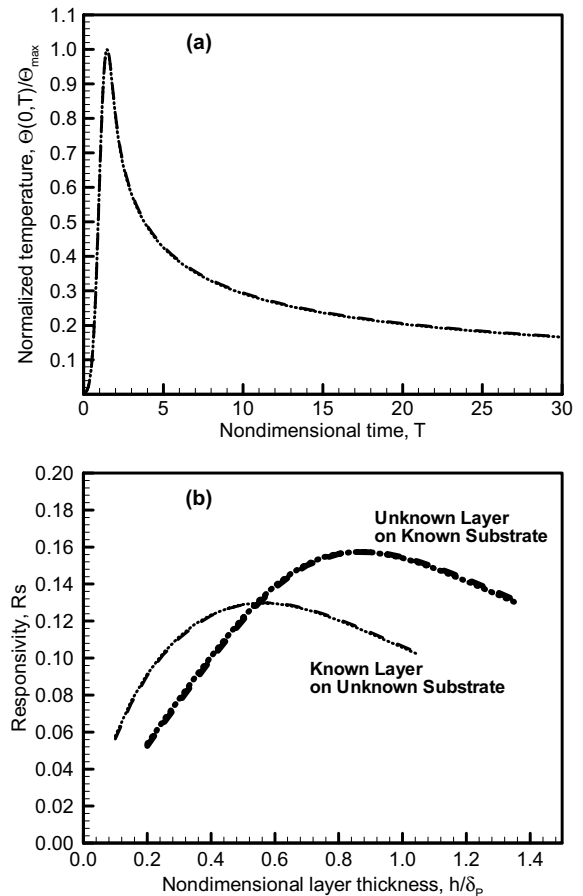 (a)
Normalized temperature, Θ(0,T)/Θmax
1.0
0.9
0.8
0.7
0.6
0.5
0.4
0.3
0.2
0.1
0 5 10 15 20 25 30
Nondimensional time, T
(b)
Responsivity, Rs
0.20
0.18
0.16
0.14
0.12
0.10
0.08
0.06
0.04
0.02
0.00
Unknown Layer
on Known Substrate
Known Layer
on Unknown Substrate
0.0 0.2 0.4 0.6 0.8 1.0 1.2 1.4
Nondimensional layer thickness, h/δP